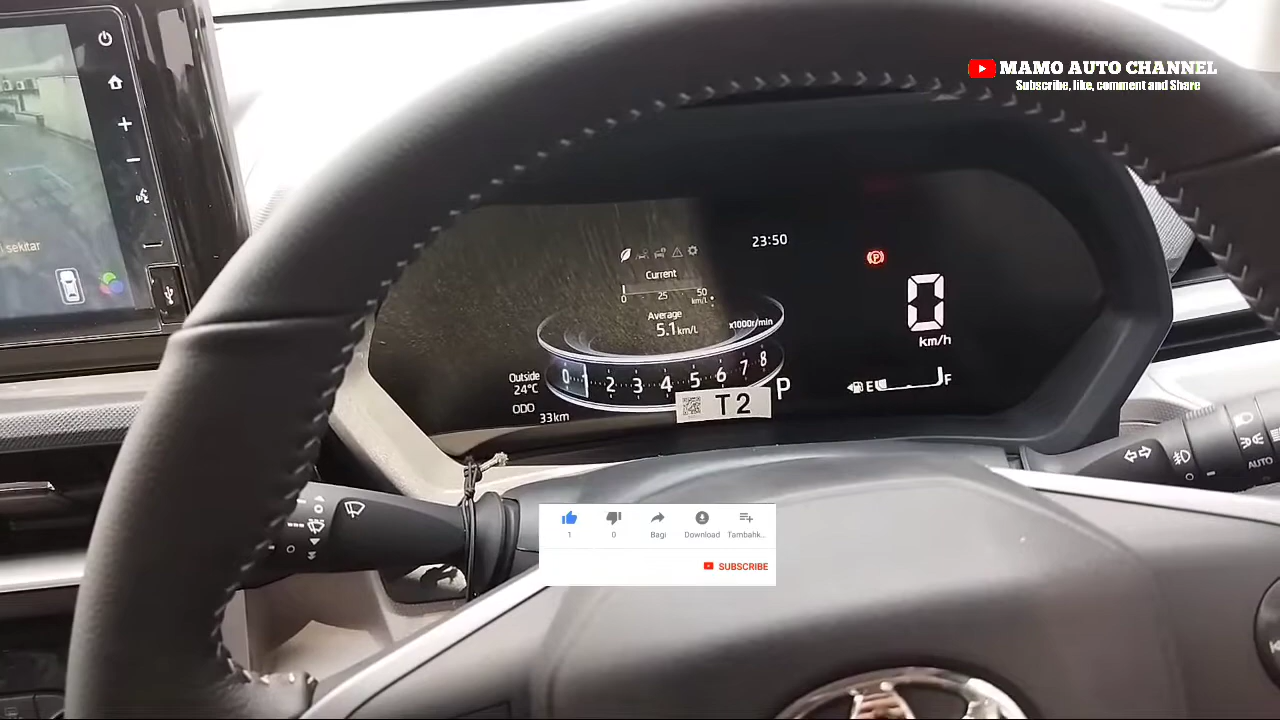 MAMO AUTO CHANNEL
Subscribe, like, comment and Share
sekitar
23:50
Current
0 25 50
km/L
Average
5.1 km/L
x1000r/min
0 1 2 3 4 5 6 7 8
Outside
24°C
ODO 33km
P
T2
P
0
km/h
E F
AUTO
1 0 Bagi Download Tambahk...
SUBSCRIBE